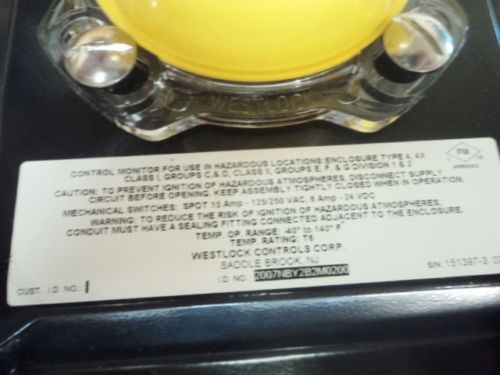 WESTLOCK
CONTROL MONITOR FOR USE IN HAZARDOUS LOCATIONS: ENCLOSURE TYPE 4, 4X
CLASS I, GROUPS C, & D, CLASS II, GROUPS E, F, & G DIVISION 1 & 2
FM
APPROVED
CAUTION: TO PREVENT IGNITION OF HAZARDOUS ATMOSPHERES, DISCONNECT SUPPLY
CIRCUIT BEFORE OPENING. KEEP ASSEMBLY TIGHTLY CLOSED WHEN IN OPERATION.
MECHANICAL SWITCHES: SPDT 15 Amp - 125/250 VAC, 6 Amp - 24 VDC
WARNING: TO REDUCE THE RISK OF IGNITION OF HAZARDOUS ATMOSPHERES,
CONDUIT MUST HAVE A SEALING FITTING CONNECTED ADJACENT TO THE ENCLOSURE.
TEMP. OP. RANGE: -40° to 140° F
TEMP. RATING: T6
WESTLOCK CONTROLS CORP.
SADDLE BROOK, NJ
CUST. I.D. NO.: I.D. NO. 2007NBY2B2M0200 S/N: 151397-3